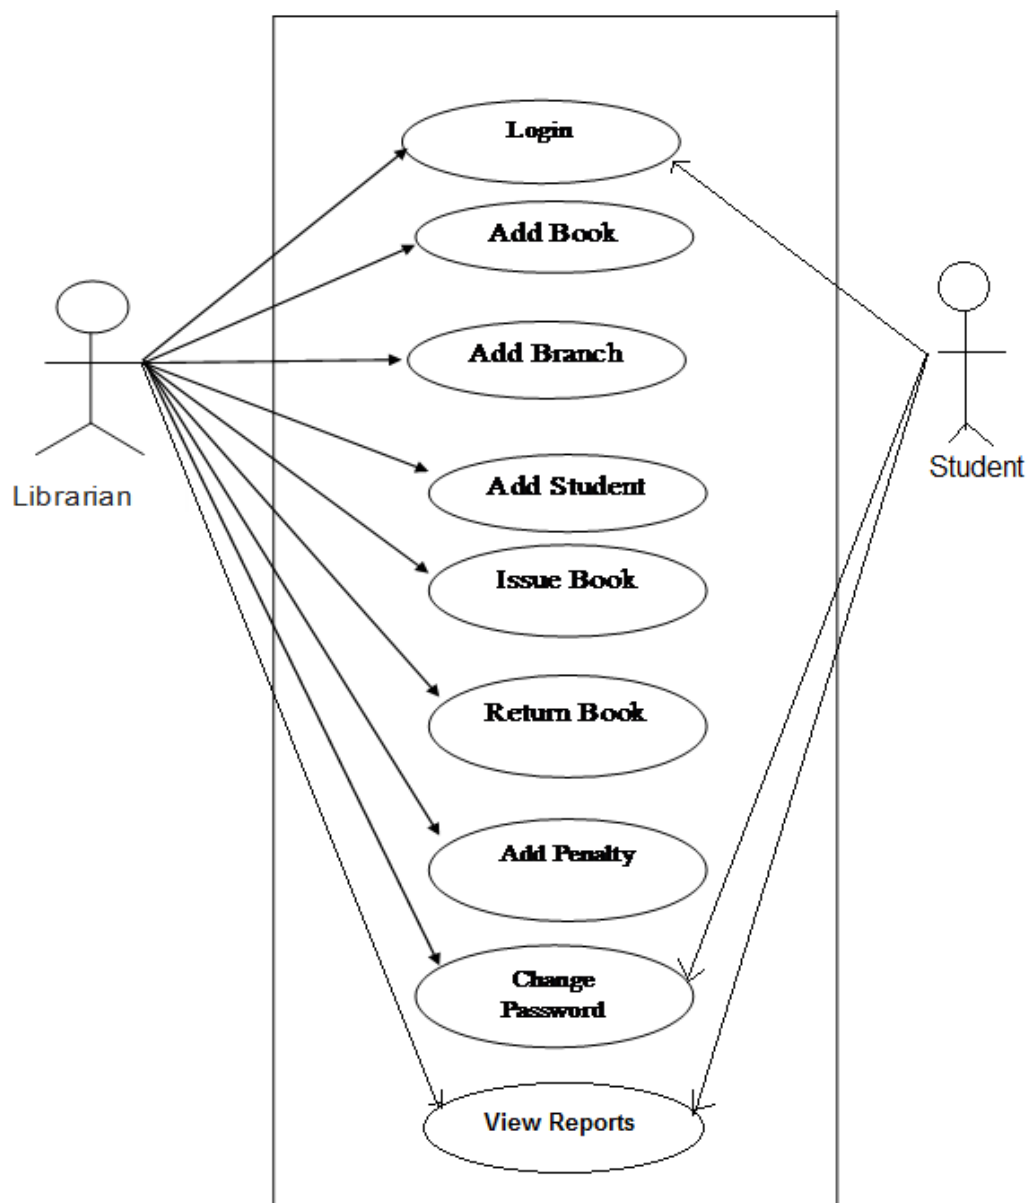 Login
Add Book
Add Branch
Add Student
Librarian
Student
Issue Book
Return Book
Add Penalty
Change
Password
View Reports